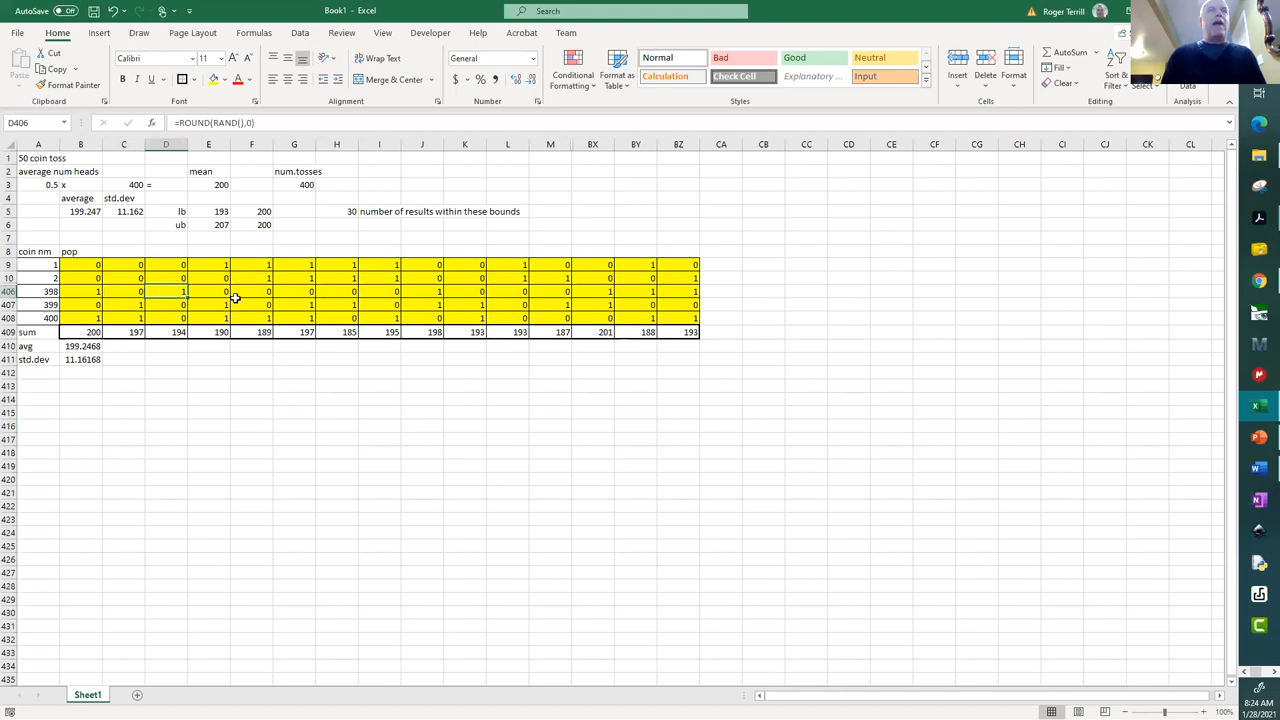 AutoSave Off Book1 - Excel Search Roger Terrill
File Home Insert Draw Page Layout Formulas Data Review View Developer Help Acrobat Team
Paste Cut Copy Format Painter Clipboard
Calibri 11 B I U Font
Wrap Text Merge & Center Alignment
General $ % Number
Conditional Formatting Format as Table
Normal Bad Good Neutral
Calculation Check Cell Explanatory ... Input
Styles
Insert Delete Format Cells
AutoSum Fill Clear Sort & Filter Select Editing
Analysis
D406 fx =ROUND(RAND(),0)
A B C D E F G H I J K L M BX BY BZ CA CB CC CD CE CF CG CH CI CJ CK CL
1 50 coin toss
2 average num heads mean num.tosses
3 0.5 x 400 = 200 400
4 average std.dev
5 199.247 11.162 lb 193 200 30 number of results within these bounds
6 ub 207 200
7
8 coin nm pop
9 1 0 0 0 1 1 1 1 1 0 0 1 0 0 1 0
10 2 0 0 0 0 1 1 1 0 0 0 0 1 0 0 1
406 398 1 0 1 0 0 0 0 0 1 0 0 0 1 1 1
407 399 0 1 0 1 0 1 1 0 0 1 0 1 0 0 0
408 400 1 1 0 1 1 1 0 1 1 0 1 0 0 1 1
409 sum 200 197 194 190 189 197 185 195 198 193 193 187 201 188 193
410 avg 199.2468
411 std.dev 11.16168
412
413
414
415
416
417
418
419
420
421
422
423
424
425
426
427
428
429
430
431
432
433
434
435
Sheet1
100%
8:24 AM
1/28/2021